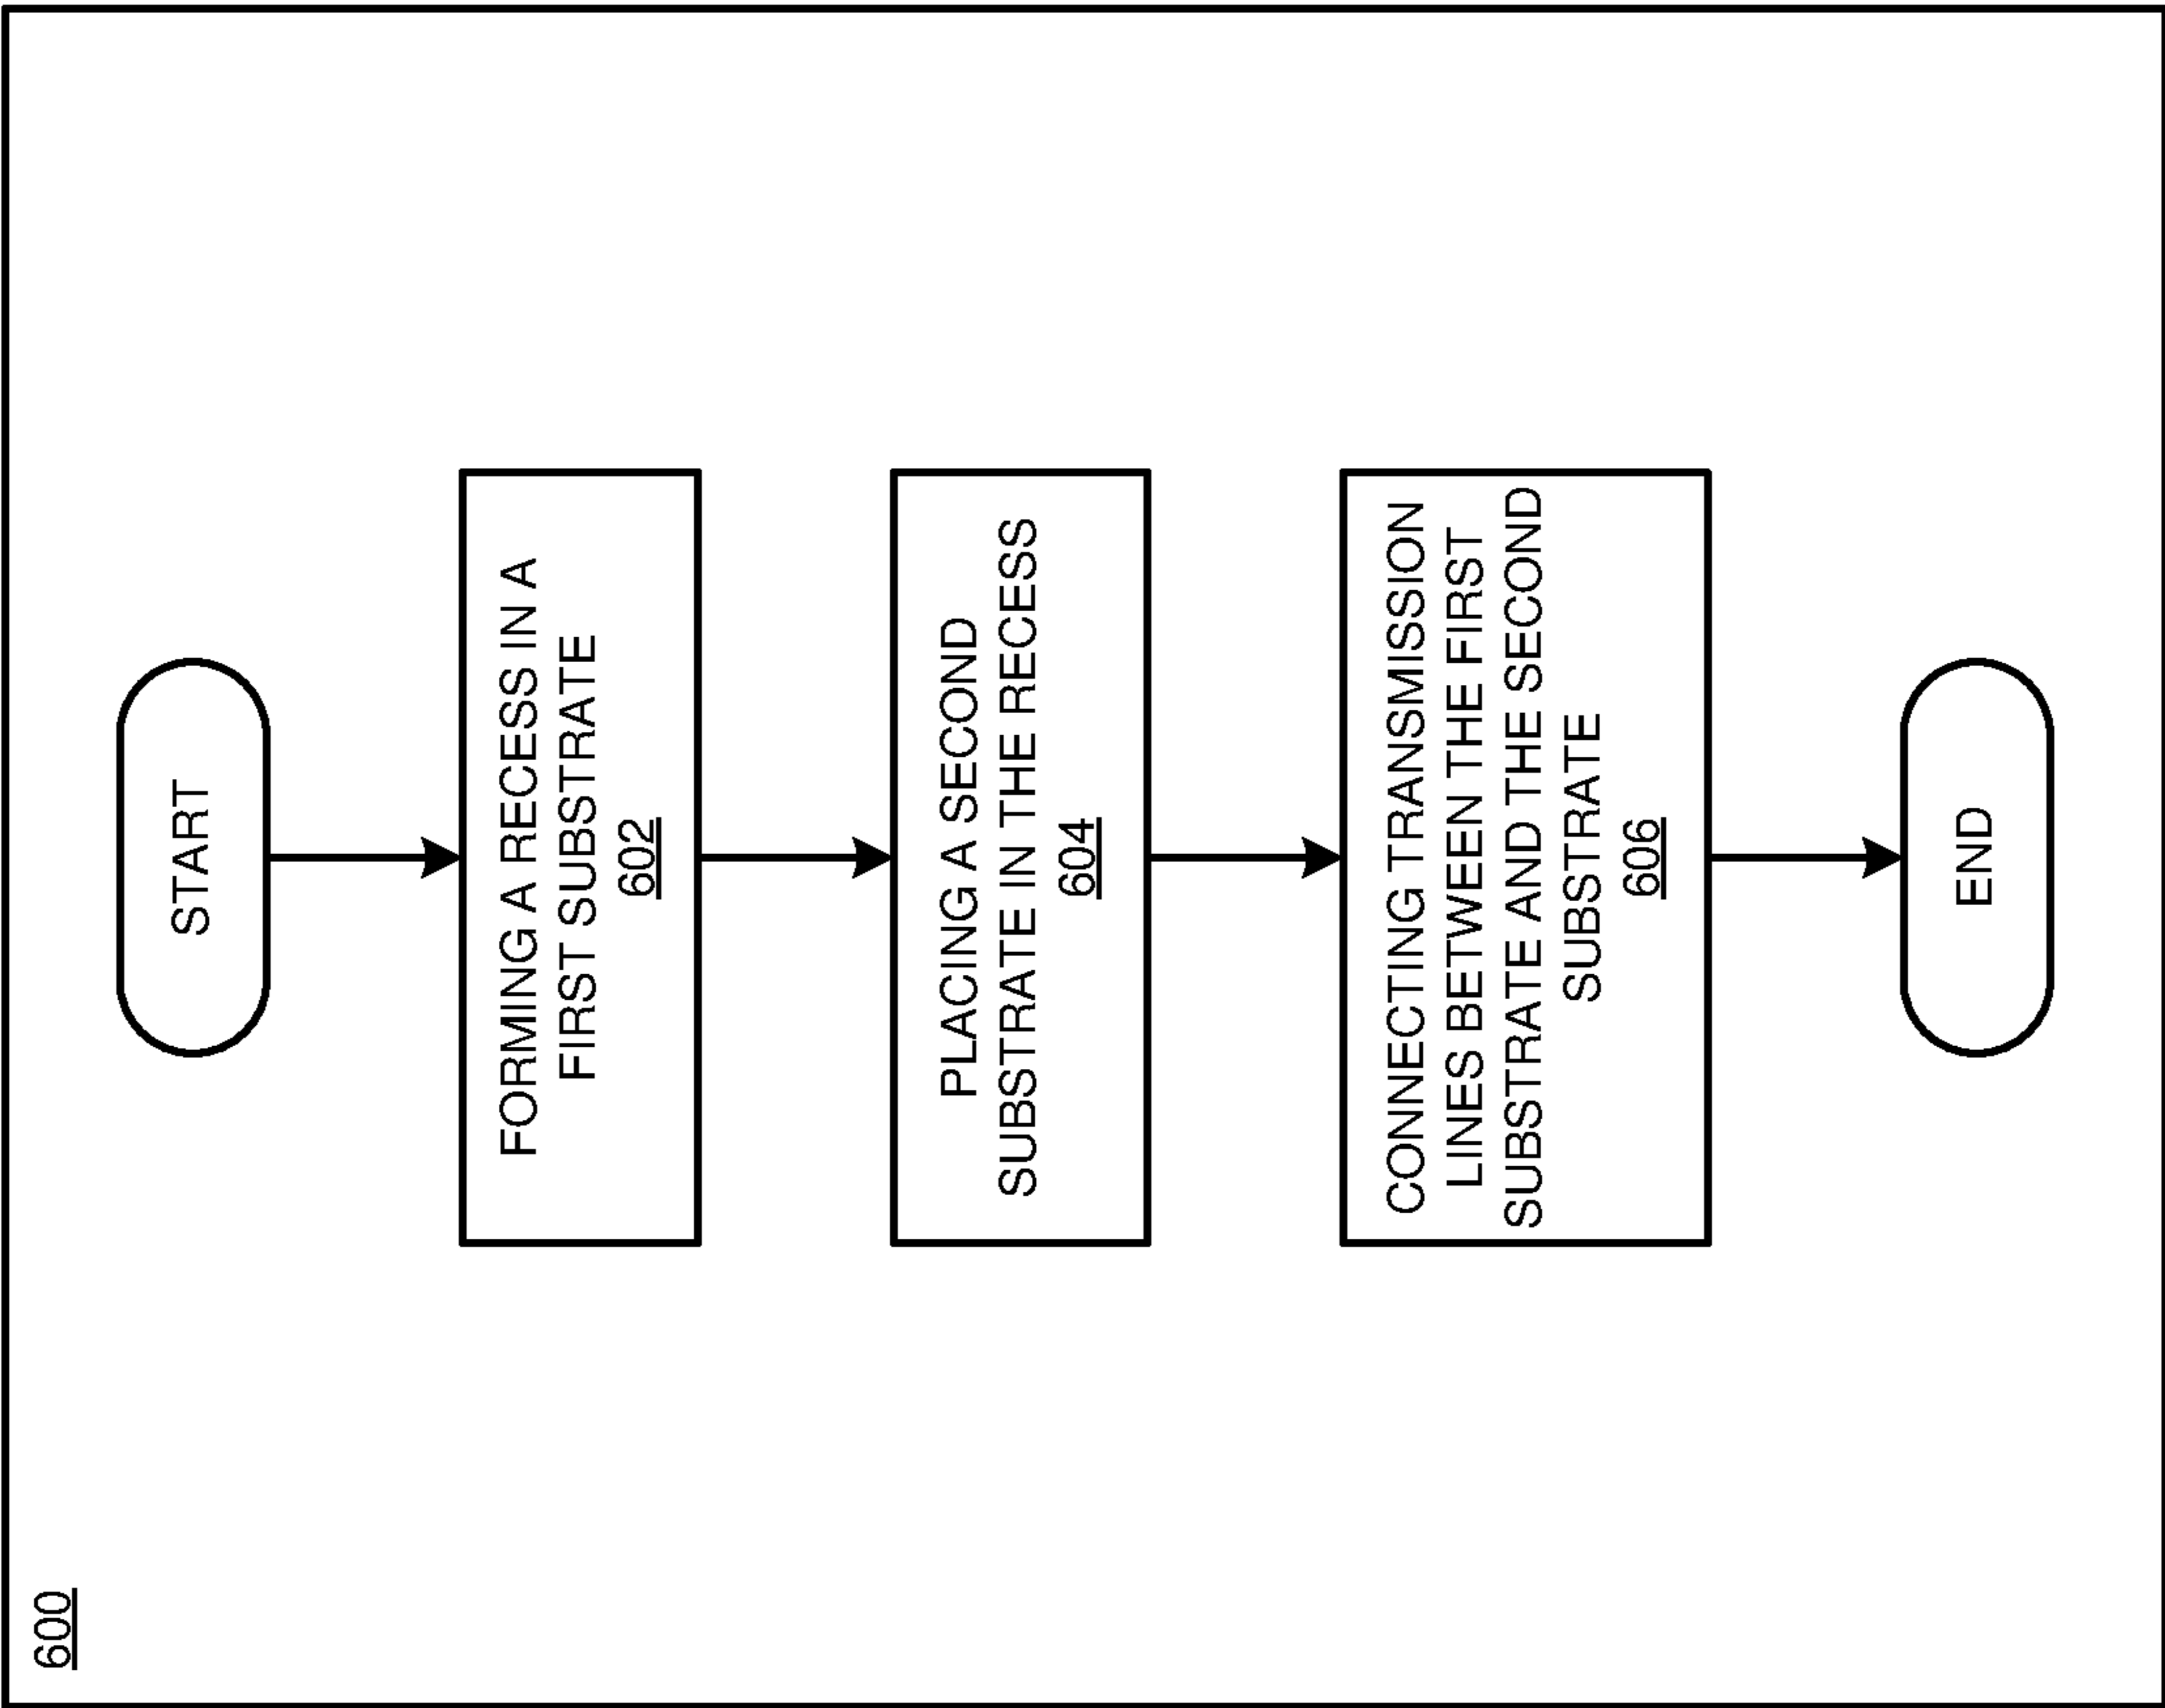 600
START
FORMING A RECESS IN A
FIRST SUBSTRATE
602
PLACING A SECOND
SUBSTRATE IN THE RECESS
604
CONNECTING TRANSMISSION
LINES BETWEEN THE FIRST
SUBSTRATE AND THE SECOND
SUBSTRATE
606
END